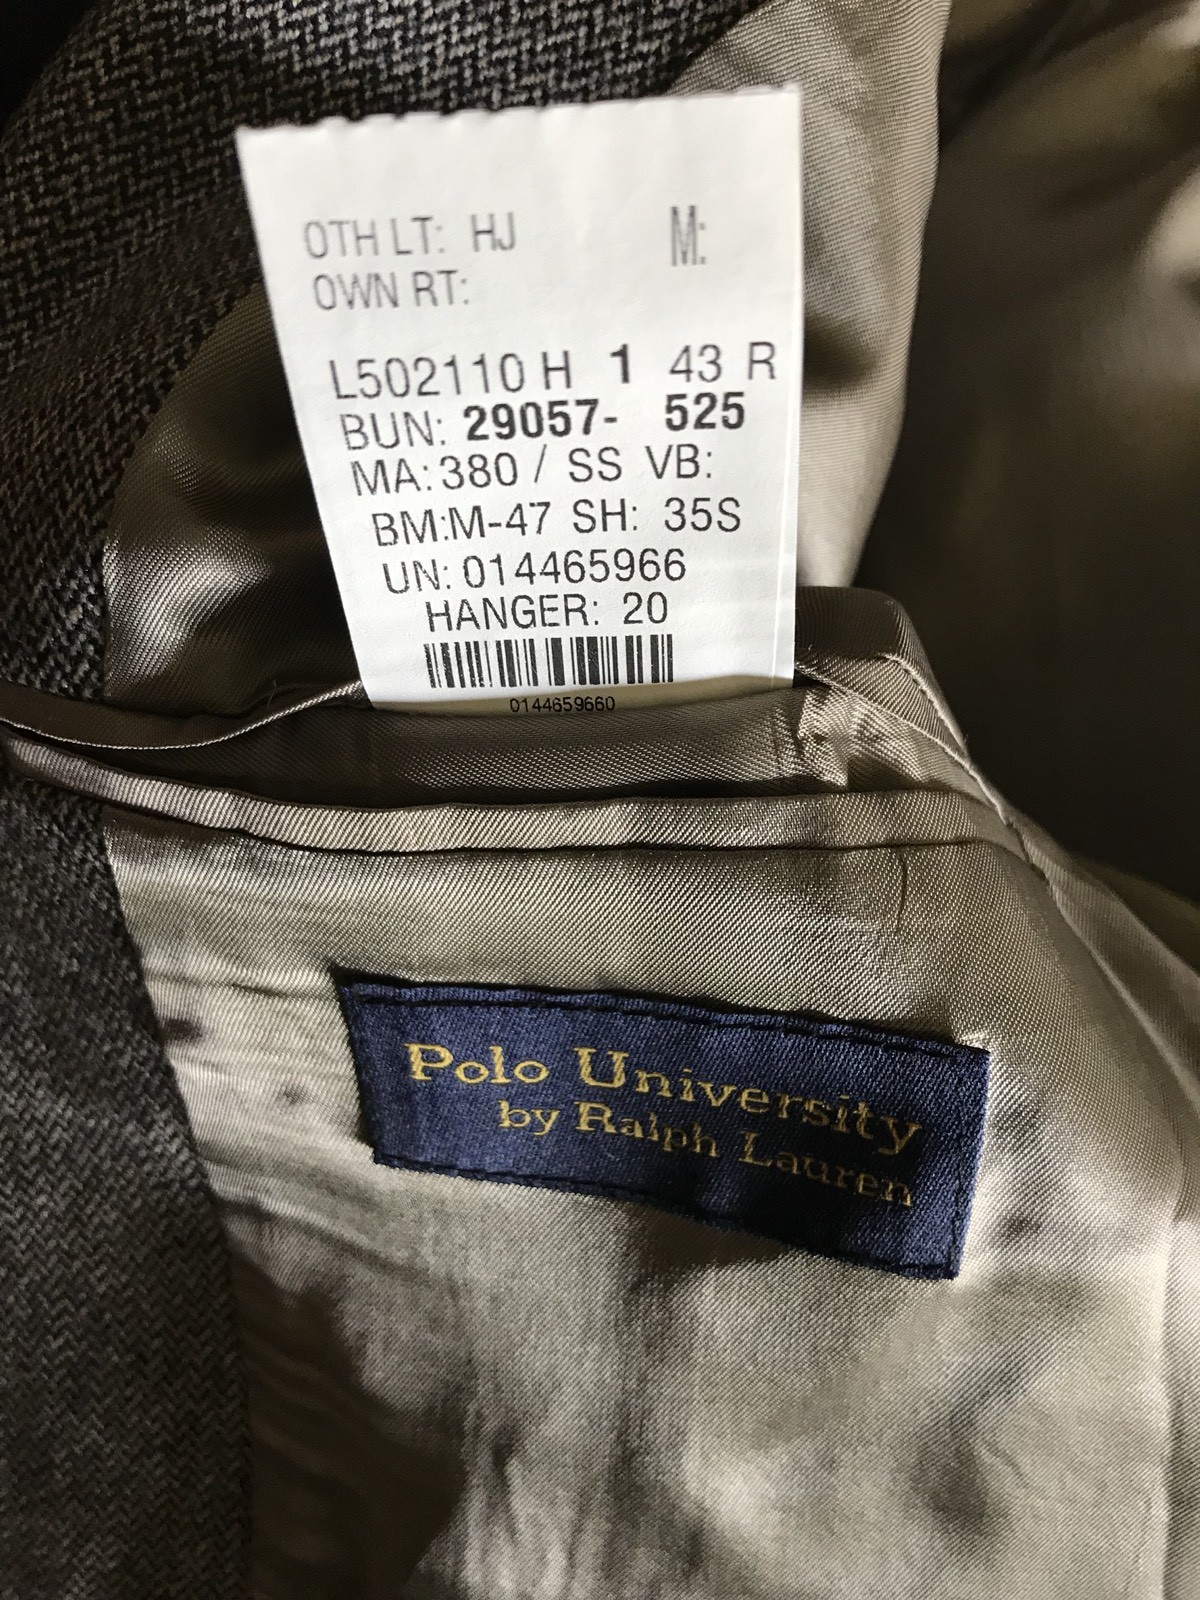 OTH LT: HJ M:
OWN RT:
L502110 H 1 43 R
BUN: 29057- 525
MA: 380 / SS VB:
BM:M-47 SH: 35S
UN: 014465966
HANGER: 20
0144659660
Polo University
by Ralph Lauren